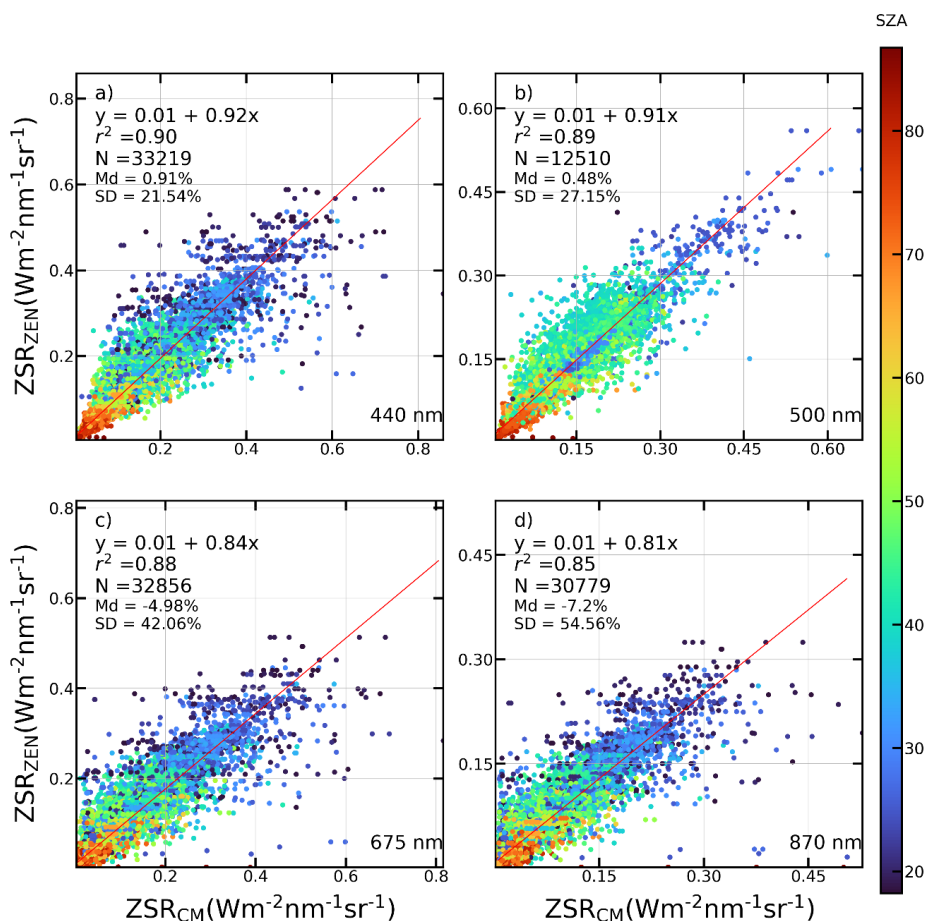 SZA
a)
y = 0.01 + 0.92x
r² = 0.90
N =33219
Md = 0.91%
SD = 21.54%
440 nm
0.8
0.6
0.4
0.2
0.2
0.4
0.6
0.8
ZSR_ZEN(Wm⁻²nm⁻¹sr⁻¹)
b)
y = 0.01 + 0.91x
r² = 0.89
N =12510
Md = 0.48%
SD = 27.15%
500 nm
0.60
0.45
0.30
0.15
0.15
0.30
0.45
0.60
c)
y = 0.01 + 0.84x
r² = 0.88
N =32856
Md = -4.98%
SD = 42.06%
675 nm
0.8
0.6
0.4
0.2
0.2
0.4
0.6
0.8
ZSR_ZEN(Wm⁻²nm⁻¹sr⁻¹)
ZSR_CM(Wm⁻²nm⁻¹sr⁻¹)
d)
y = 0.01 + 0.81x
r² = 0.85
N =30779
Md = -7.2%
SD = 54.56%
870 nm
0.45
0.30
0.15
0.15
0.30
0.45
ZSR_CM(Wm⁻²nm⁻¹sr⁻¹)
80
70
60
50
40
30
20